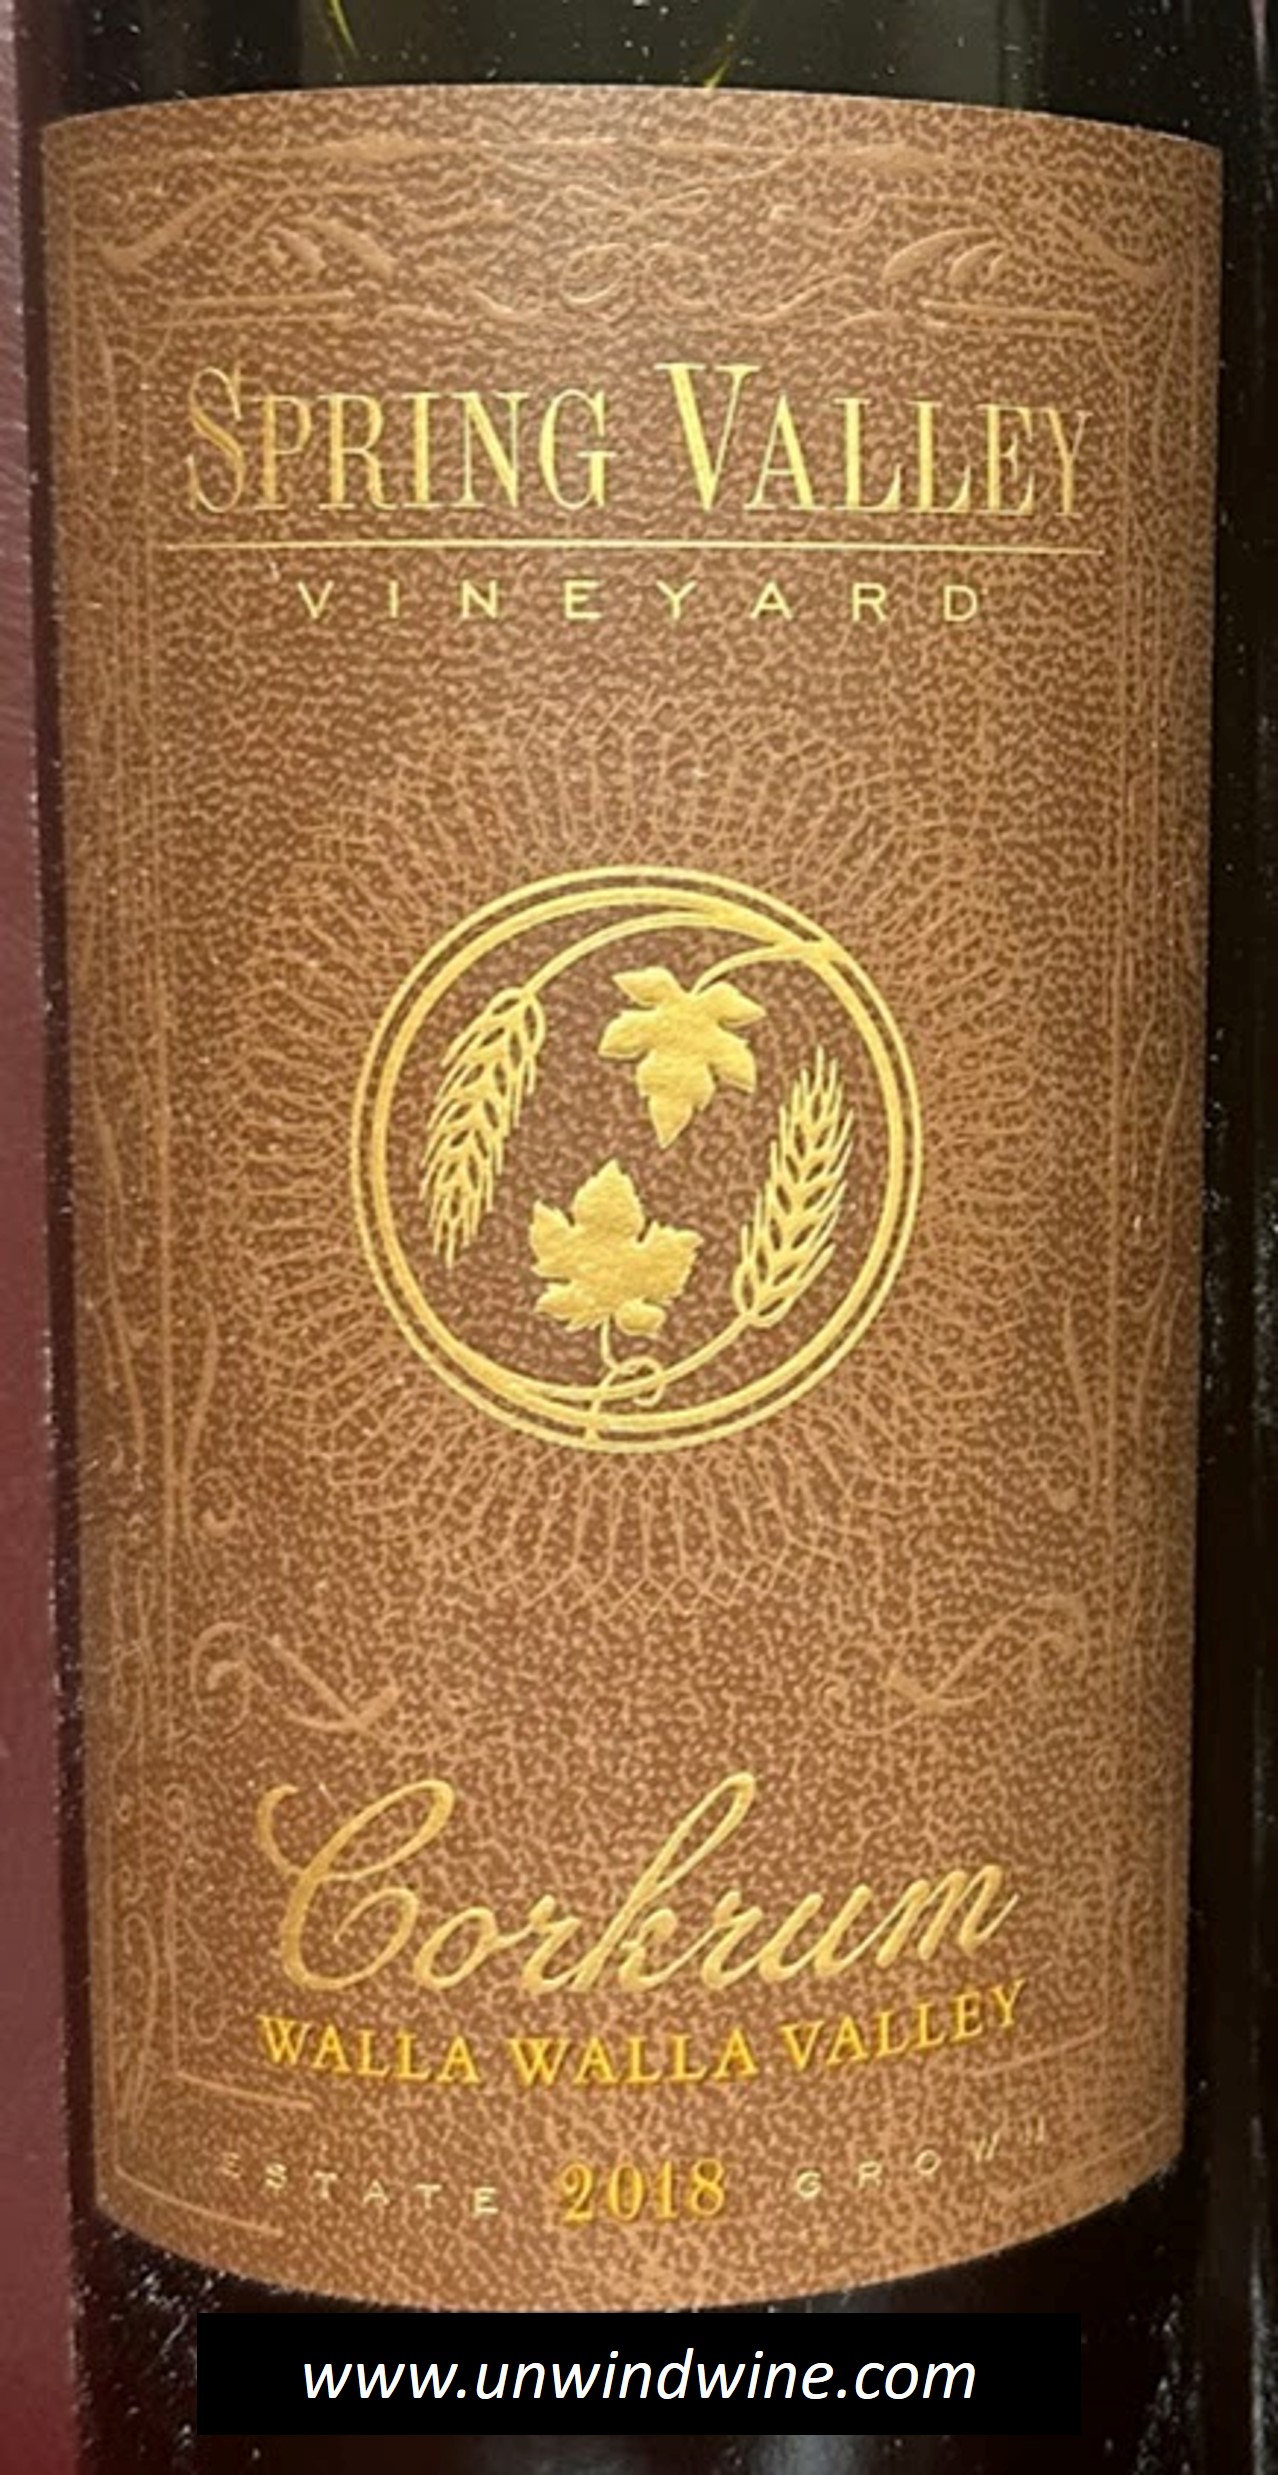 SPRING VALLEY
VINEYARD
Corkrum
WALLA WALLA VALLEY
ESTATE 2018 GROWN
www.unwindwine.com